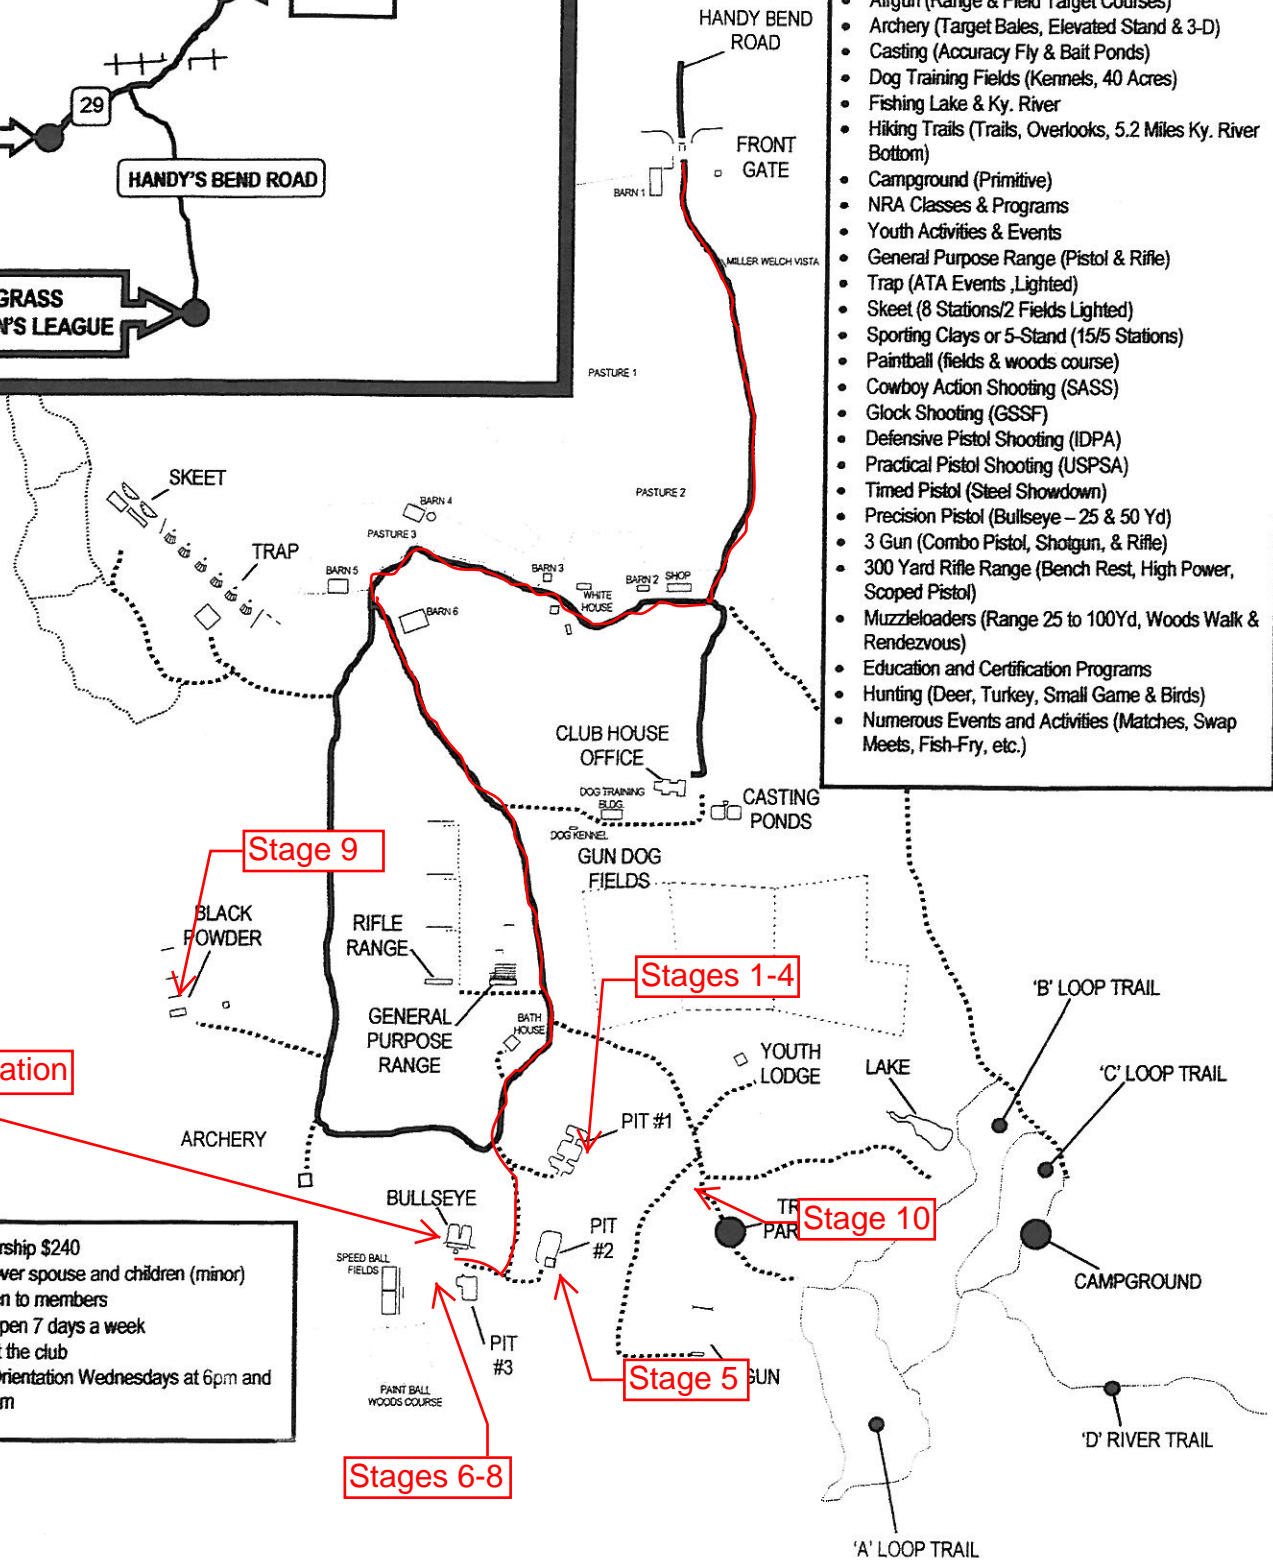 Airgun (Range & Field Target Courses)
Archery (Target Bales, Elevated Stand & 3-D)
Casting (Accuracy Fly & Bait Ponds)
Dog Training Fields (Kennels, 40 Acres)
Fishing Lake & Ky. River
Hiking Trails (Trails, Overlooks, 5.2 Miles Ky. River
Bottom)
Campground (Primitive)
NRA Classes & Programs
Youth Activities & Events
General Purpose Range (Pistol & Rifle)
Trap (ATA Events ,Lighted)
Skeet (8 Stations/2 Fields Lighted)
Sporting Clays or 5-Stand (15/5 Stations)
Paintball (fields & woods course)
Cowboy Action Shooting (SASS)
Glock Shooting (GSSF)
Defensive Pistol Shooting (IDPA)
Practical Pistol Shooting (USPSA)
Timed Pistol (Steel Showdown)
Precision Pistol (Bullseye – 25 & 50 Yd)
3 Gun (Combo Pistol, Shotgun, & Rifle)
300 Yard Rifle Range (Bench Rest, High Power,
Scoped Pistol)
Muzzleloaders (Range 25 to 100Yd, Woods Walk &
Rendezvous)
Education and Certification Programs
Hunting (Deer, Turkey, Small Game & Birds)
Numerous Events and Activities (Matches, Swap
Meets, Fish-Fry, etc.)
29
HANDY'S BEND ROAD
GRASS
N'S LEAGUE
HANDY BEND
ROAD
FRONT
GATE
BARN 1
MILLER WELCH VISTA
PASTURE 1
PASTURE 2
SKEET
TRAP
BARN 4
PASTURE 3
BARN 5
BARN 6
BARN 3
WHITE
HOUSE
BARN 2
SHOP
CLUB HOUSE
OFFICE
DOG TRAINING
BLDG.
DOG KENNEL
CASTING
PONDS
GUN DOG
FIELDS
Stage 9
BLACK
POWDER
RIFLE
RANGE
GENERAL
PURPOSE
RANGE
BATH
HOUSE
Stages 1-4
'B' LOOP TRAIL
YOUTH
LODGE
LAKE
'C' LOOP TRAIL
ation
ARCHERY
PIT #1
BULLSEYE
PIT
#2
TR
PAR
Stage 10
SPEED BALL
FIELDS
CAMPGROUND
PIT
#3
Stage 5
GUN
PAINT BALL
WOODS COURSE
Stages 6-8
'D' RIVER TRAIL
'A' LOOP TRAIL
rship $240
ver spouse and children (minor)
en to members
pen 7 days a week
t the club
Orientation Wednesdays at 6pm and
m